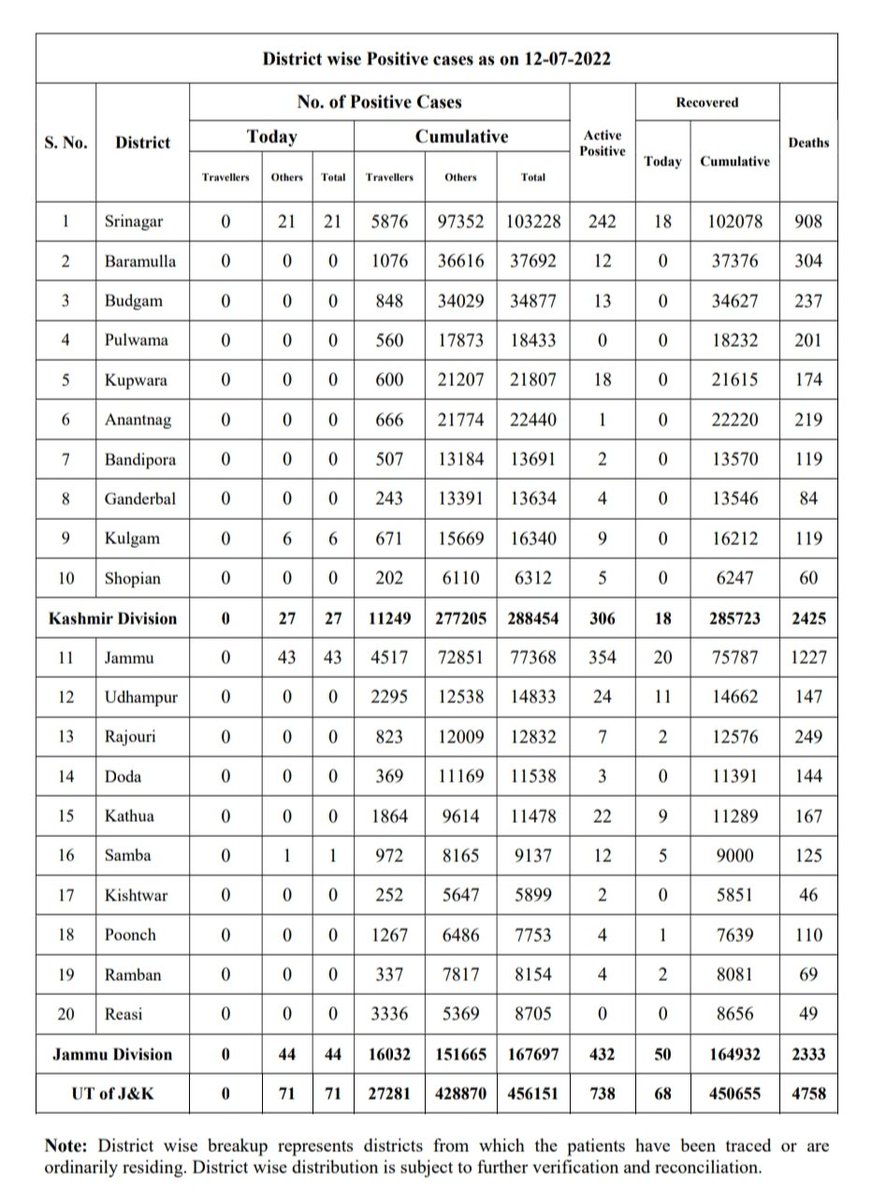 District wise Positive cases as on 12-07-2022
S. No. District No. of Positive Cases Active Positive Recovered Deaths
Today Cumulative Today Cumulative
Travellers Others Total Travellers Others Total
1 Srinagar 0 21 21 5876 97352 103228 242 18 102078 908
2 Baramulla 0 0 0 1076 36616 37692 12 0 37376 304
3 Budgam 0 0 0 848 34029 34877 13 0 34627 237
4 Pulwama 0 0 0 560 17873 18433 0 0 18232 201
5 Kupwara 0 0 0 600 21207 21807 18 0 21615 174
6 Anantnag 0 0 0 666 21774 22440 1 0 22220 219
7 Bandipora 0 0 0 507 13184 13691 2 0 13570 119
8 Ganderbal 0 0 0 243 13391 13634 4 0 13546 84
9 Kulgam 0 6 6 671 15669 16340 9 0 16212 119
10 Shopian 0 0 0 202 6110 6312 5 0 6247 60
Kashmir Division 0 27 27 11249 277205 288454 306 18 285723 2425
11 Jammu 0 43 43 4517 72851 77368 354 20 75787 1227
12 Udhampur 0 0 0 2295 12538 14833 24 11 14662 147
13 Rajouri 0 0 0 823 12009 12832 7 2 12576 249
14 Doda 0 0 0 369 11169 11538 3 0 11391 144
15 Kathua 0 0 0 1864 9614 11478 22 9 11289 167
16 Samba 0 1 1 972 8165 9137 12 5 9000 125
17 Kishtwar 0 0 0 252 5647 5899 2 0 5851 46
18 Poonch 0 0 0 1267 6486 7753 4 1 7639 110
19 Ramban 0 0 0 337 7817 8154 4 2 8081 69
20 Reasi 0 0 0 3336 5369 8705 0 0 8656 49
Jammu Division 0 44 44 16032 151665 167697 432 50 164932 2333
UT of J&K 0 71 71 27281 428870 456151 738 68 450655 4758
Note: District wise breakup represents districts from which the patients have been traced or are
ordinarily residing. District wise distribution is subject to further verification and reconciliation.